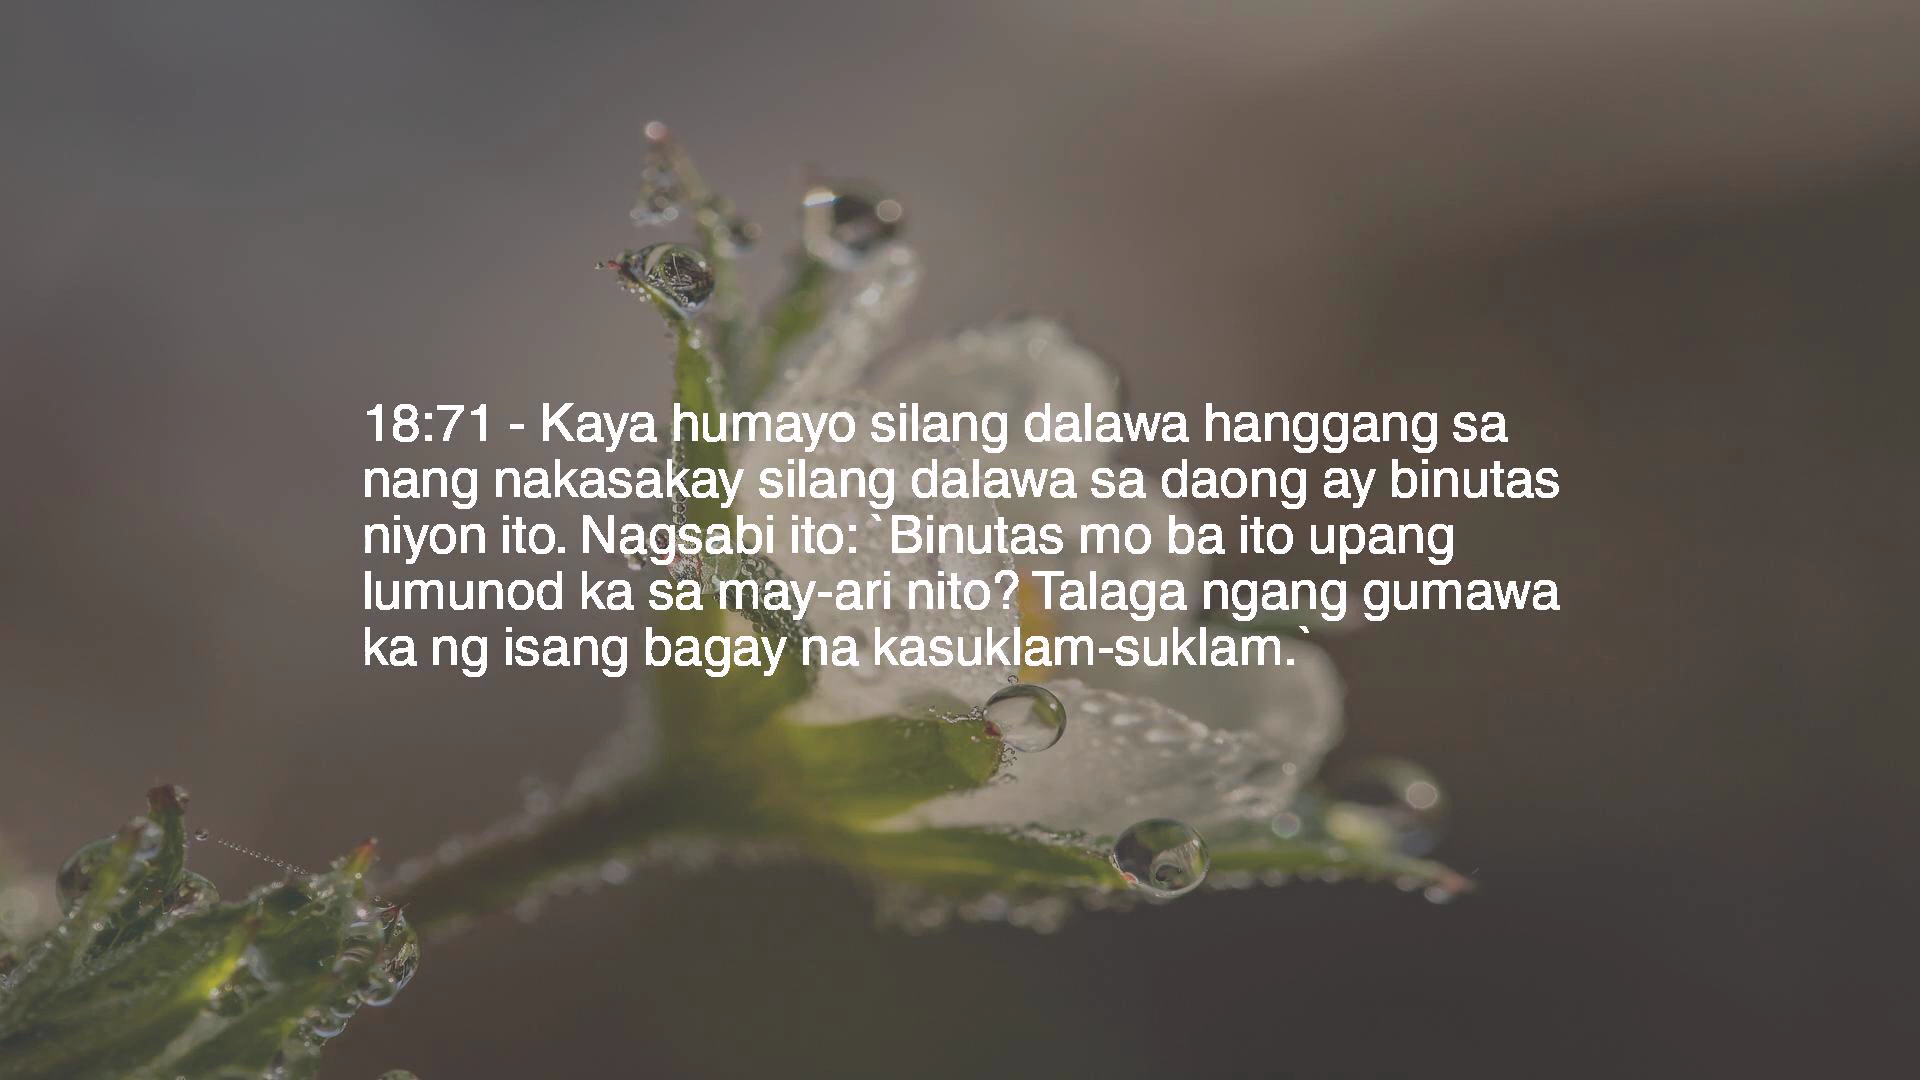 18:71 - Kaya humayo silang dalawa hanggang sa
nang nakasakay silang dalawa sa daong ay binutas
niyon ito. Nagsabi ito: `Binutas mo ba ito upang
lumunod ka sa may-ari nito? Talaga ngang gumawa
ka ng isang bagay na kasuklam-suklam.`